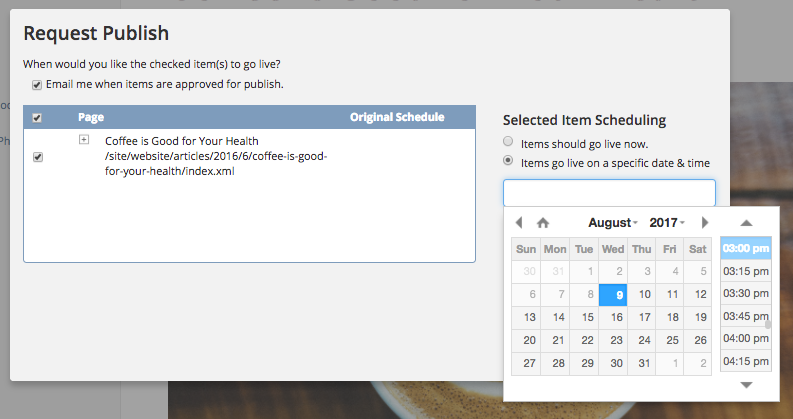 Request Publish
When would you like the checked item(s) to go live?
Email me when items are approved for publish.
Page Original Schedule
Coffee is Good for Your Health
/site/website/articles/2016/6/coffee-is-good-
for-your-health/index.xml
Selected Item Scheduling
Items should go live now.
Items go live on a specific date & time
August 2017
Sun Mon Tue Wed Thu Fri Sat
30 31 1 2 3 4 5
6 7 8 9 10 11 12
13 14 15 16 17 18 19
20 21 22 23 24 25 26
27 28 29 30 31 1 2
03:00 pm
03:15 pm
03:30 pm
03:45 pm
04:00 pm
04:15 pm